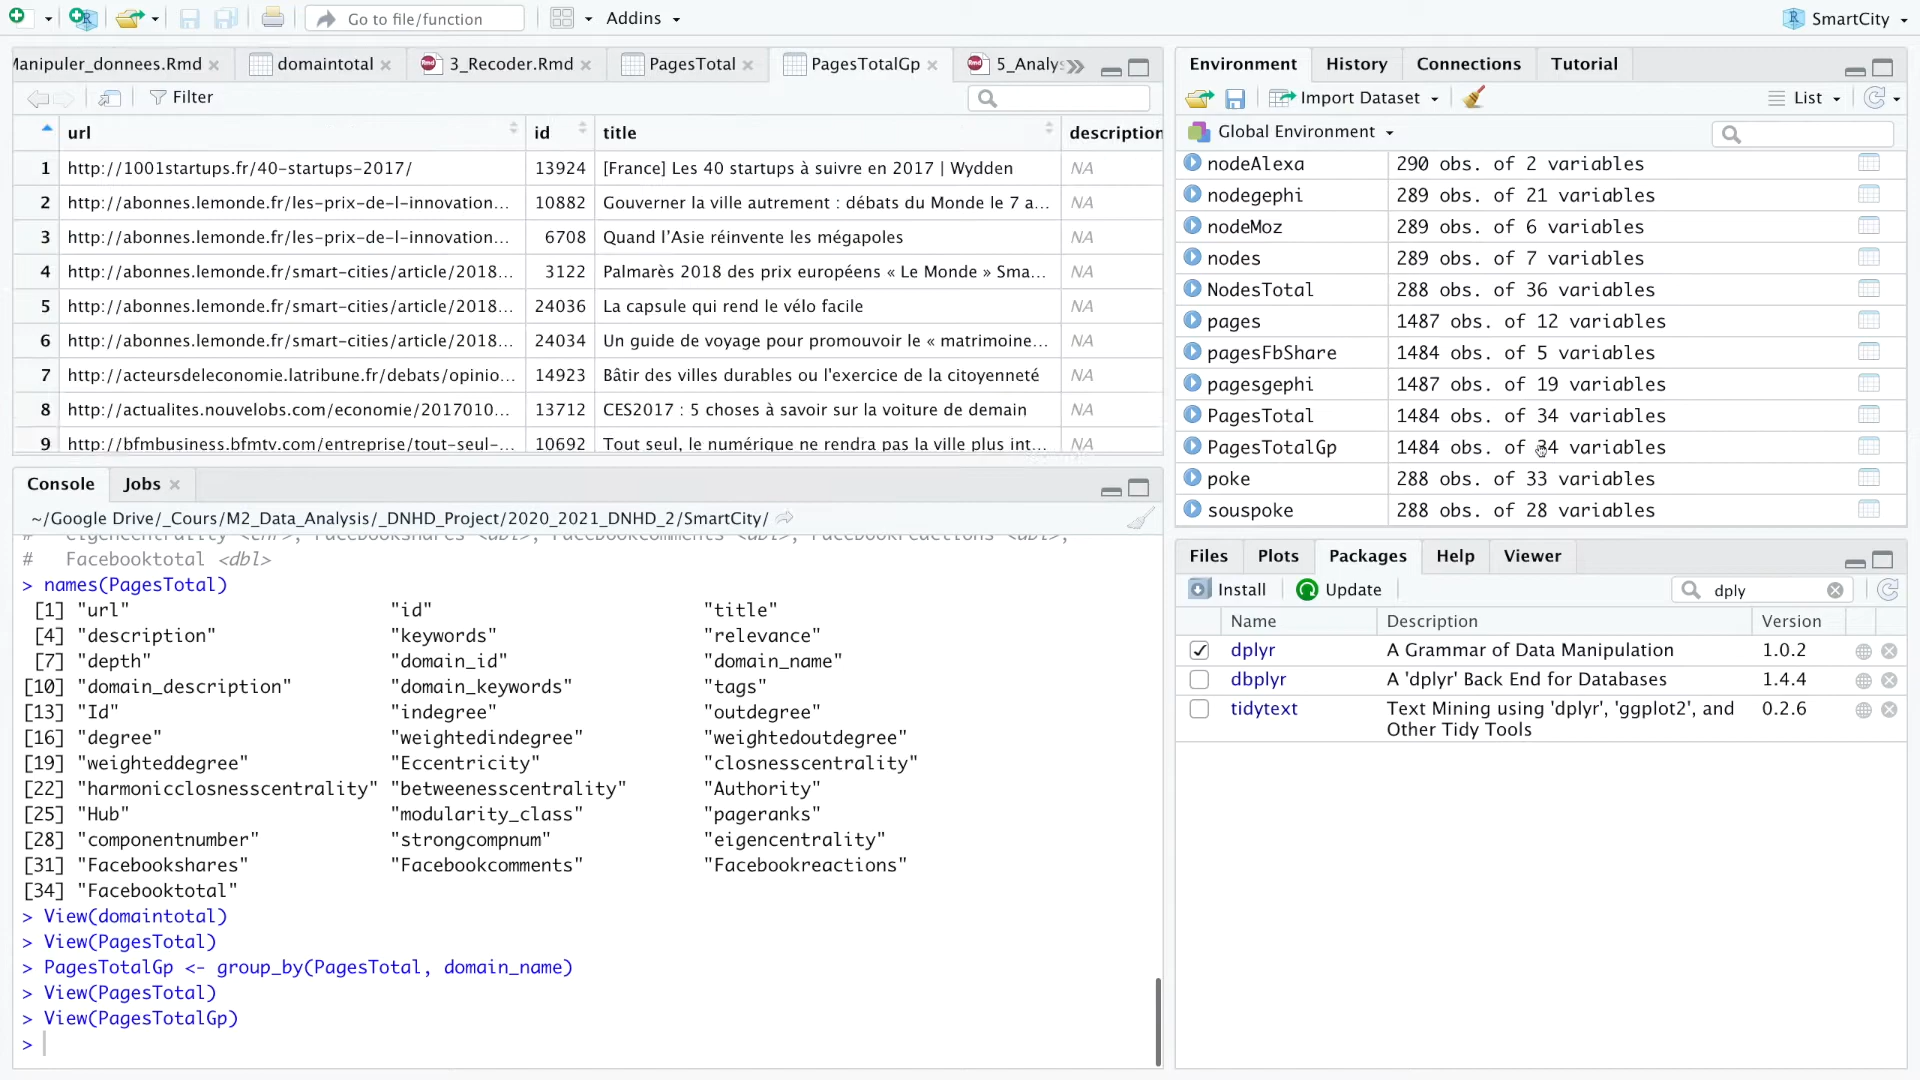 Go to file/function
Addins
SmartCity
Manipuler_donnees.Rmd
domaintotal
3_Recoder.Rmd
PagesTotal
PagesTotalGp
5_Analys
Filter
url id title description
1 http://1001startups.fr/40-startups-2017/ 13924 [France] Les 40 startups à suivre en 2017 | Wydden NA
2 http://abonnes.lemonde.fr/les-prix-de-l-innovation... 10882 Gouverner la ville autrement : débats du Monde le 7 a... NA
3 http://abonnes.lemonde.fr/les-prix-de-l-innovation... 6708 Quand l’Asie réinvente les mégapoles NA
4 http://abonnes.lemonde.fr/smart-cities/article/2018... 3122 Palmarès 2018 des prix européens « Le Monde » Sma... NA
5 http://abonnes.lemonde.fr/smart-cities/article/2018... 24036 La capsule qui rend le vélo facile NA
6 http://abonnes.lemonde.fr/smart-cities/article/2018... 24034 Un guide de voyage pour promouvoir le « matrimoine... NA
7 http://acteursdeleconomie.latribune.fr/debats/opinio... 14923 Bâtir des villes durables ou l'exercice de la citoyenneté NA
8 http://actualites.nouvelobs.com/economie/2017010... 13712 CES2017 : 5 choses à savoir sur la voiture de demain NA
9 http://bfmbusiness.bfmtv.com/entreprise/tout-seul-... 10692 Tout seul, le numérique ne rendra pas la ville plus int... NA
Console Jobs
~/Google Drive/_Cours/M2_Data_Analysis/_DNHD_Project/2020_2021_DNHD_2/SmartCity/
# eigencentrality <chr>, Facebookshares <dbl>, Facebookcomments <dbl>, Facebookreactions <dbl>,
# Facebooktotal <dbl>
> names(PagesTotal)
[1] "url" "id" "title"
[4] "description" "keywords" "relevance"
[7] "depth" "domain_id" "domain_name"
[10] "domain_description" "domain_keywords" "tags"
[13] "Id" "indegree" "outdegree"
[16] "degree" "weightedindegree" "weightedoutdegree"
[19] "weighteddegree" "Eccentricity" "closnesscentrality"
[22] "harmonicclosnesscentrality" "betweenesscentrality" "Authority"
[25] "Hub" "modularity_class" "pageranks"
[28] "componentnumber" "strongcompnum" "eigencentrality"
[31] "Facebookshares" "Facebookcomments" "Facebookreactions"
[34] "Facebooktotal"
> View(domaintotal)
> View(PagesTotal)
> PagesTotalGp <- group_by(PagesTotal, domain_name)
> View(PagesTotal)
> View(PagesTotalGp)
>
Environment History Connections Tutorial
Import Dataset List
Global Environment
nodeAlexa 290 obs. of 2 variables
nodegephi 289 obs. of 21 variables
nodeMoz 289 obs. of 6 variables
nodes 289 obs. of 7 variables
NodesTotal 288 obs. of 36 variables
pages 1487 obs. of 12 variables
pagesFbShare 1484 obs. of 5 variables
pagesgephi 1487 obs. of 19 variables
PagesTotal 1484 obs. of 34 variables
PagesTotalGp 1484 obs. of 34 variables
poke 288 obs. of 33 variables
souspoke 288 obs. of 28 variables
Files Plots Packages Help Viewer
Install Update dply
Name Description Version
dplyr A Grammar of Data Manipulation 1.0.2
dbplyr A 'dplyr' Back End for Databases 1.4.4
tidytext Text Mining using 'dplyr', 'ggplot2', and 0.2.6
Other Tidy Tools